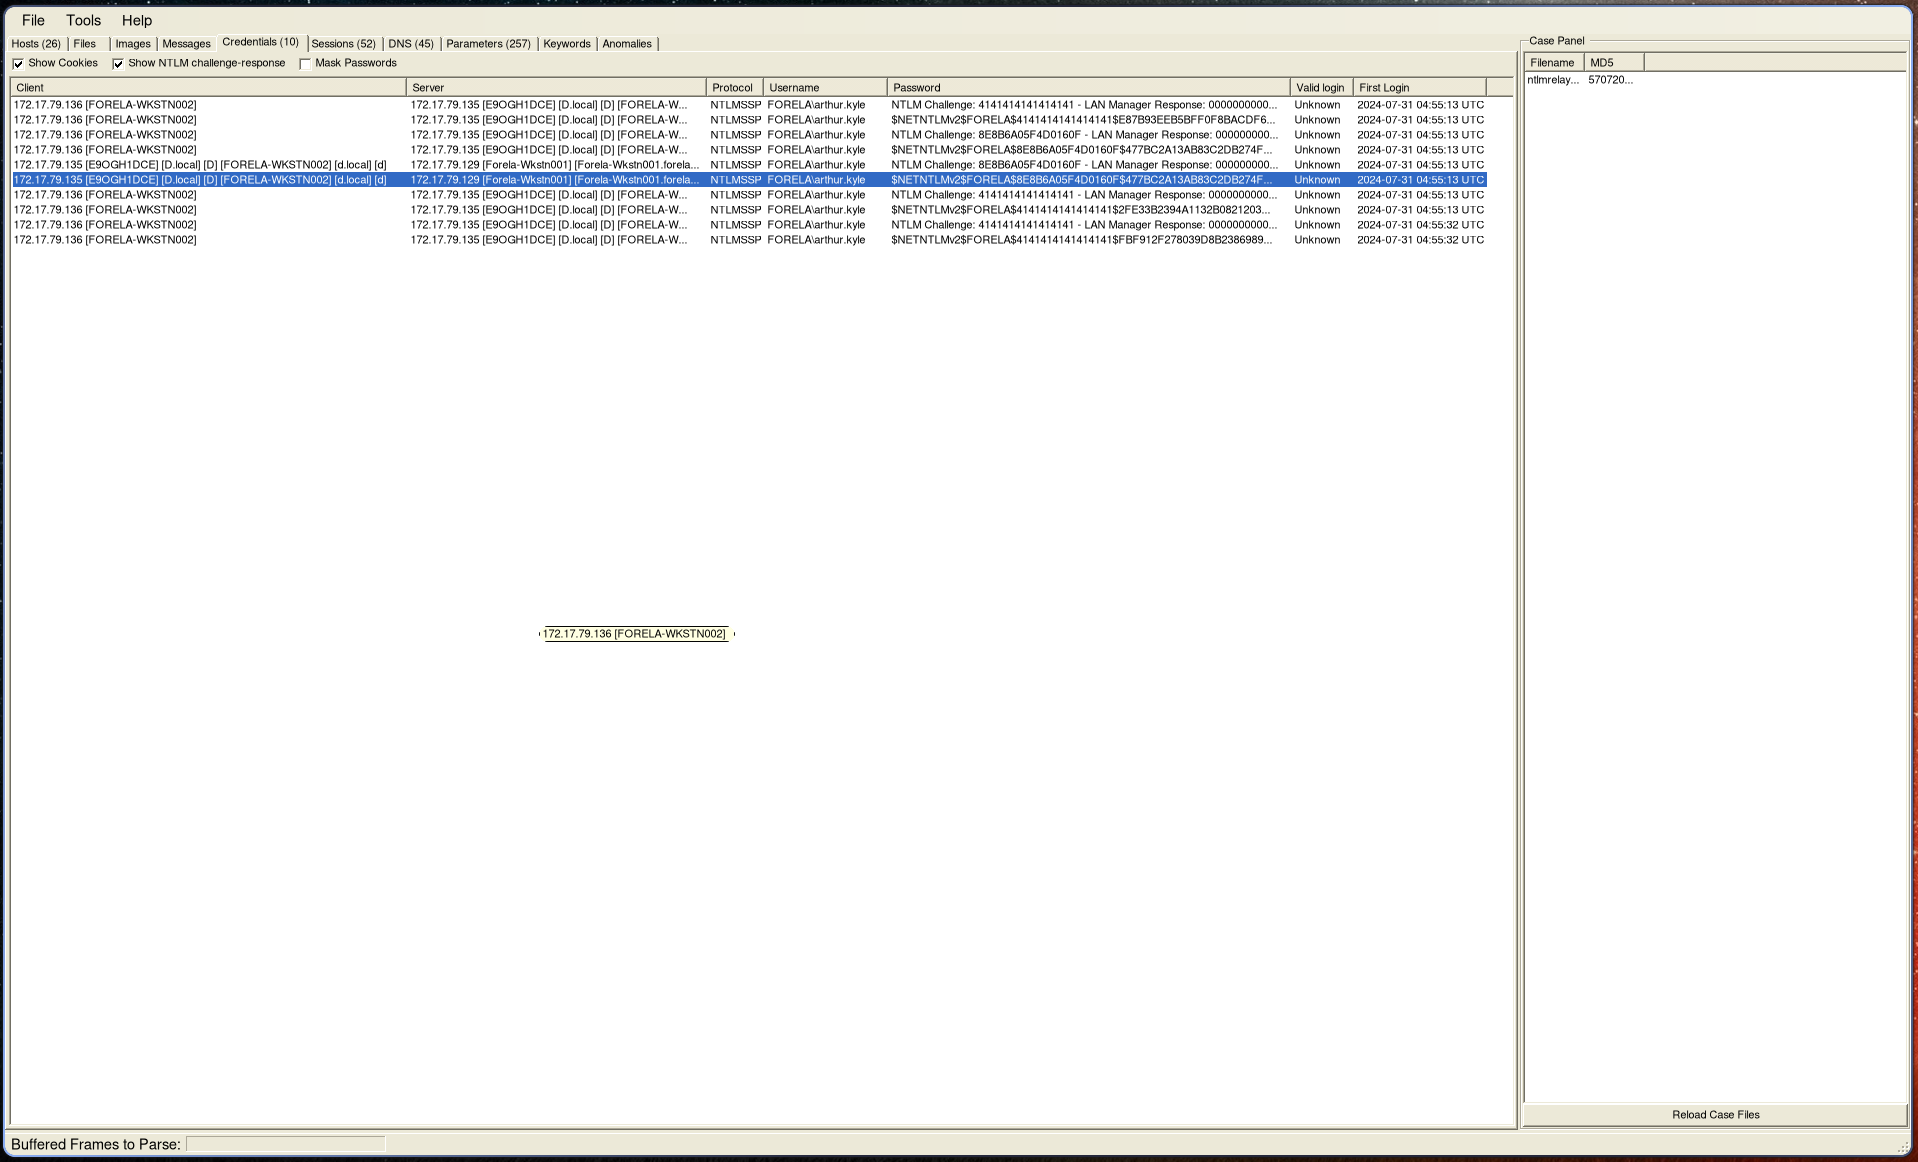 File Tools Help
Hosts (26) Files Images Messages Credentials (10) Sessions (52) DNS (45) Parameters (257) Keywords Anomalies
Show Cookies Show NTLM challenge-response Mask Passwords
Client Server Protocol Username Password Valid login First Login
172.17.79.136 [FORELA-WKSTN002] 172.17.79.135 [E9OGH1DCE] [D.local] [D] [FORELA-W... NTLMSSP FORELA\arthur.kyle NTLM Challenge: 4141414141414141 - LAN Manager Response: 0000000000... Unknown 2024-07-31 04:55:13 UTC
172.17.79.136 [FORELA-WKSTN002] 172.17.79.135 [E9OGH1DCE] [D.local] [D] [FORELA-W... NTLMSSP FORELA\arthur.kyle $NETNTLMv2$FORELA$4141414141414141$E87B93EEB5BFF0F8BACDF6... Unknown 2024-07-31 04:55:13 UTC
172.17.79.136 [FORELA-WKSTN002] 172.17.79.135 [E9OGH1DCE] [D.local] [D] [FORELA-W... NTLMSSP FORELA\arthur.kyle NTLM Challenge: 8E8B6A05F4D0160F - LAN Manager Response: 000000000... Unknown 2024-07-31 04:55:13 UTC
172.17.79.136 [FORELA-WKSTN002] 172.17.79.135 [E9OGH1DCE] [D.local] [D] [FORELA-W... NTLMSSP FORELA\arthur.kyle $NETNTLMv2$FORELA$8E8B6A05F4D0160F$477BC2A13AB83C2DB274F... Unknown 2024-07-31 04:55:13 UTC
172.17.79.135 [E9OGH1DCE] [D.local] [D] [FORELA-WKSTN002] [d.local] [d] 172.17.79.129 [Forela-Wkstn001] [Forela-Wkstn001.forela... NTLMSSP FORELA\arthur.kyle NTLM Challenge: 8E8B6A05F4D0160F - LAN Manager Response: 000000000... Unknown 2024-07-31 04:55:13 UTC
172.17.79.135 [E9OGH1DCE] [D.local] [D] [FORELA-WKSTN002] [d.local] [d] 172.17.79.129 [Forela-Wkstn001] [Forela-Wkstn001.forela... NTLMSSP FORELA\arthur.kyle $NETNTLMv2$FORELA$8E8B6A05F4D0160F$477BC2A13AB83C2DB274F... Unknown 2024-07-31 04:55:13 UTC
172.17.79.136 [FORELA-WKSTN002] 172.17.79.135 [E9OGH1DCE] [D.local] [D] [FORELA-W... NTLMSSP FORELA\arthur.kyle NTLM Challenge: 4141414141414141 - LAN Manager Response: 0000000000... Unknown 2024-07-31 04:55:13 UTC
172.17.79.136 [FORELA-WKSTN002] 172.17.79.135 [E9OGH1DCE] [D.local] [D] [FORELA-W... NTLMSSP FORELA\arthur.kyle $NETNTLMv2$FORELA$4141414141414141$2FE33B2394A1132B0821203... Unknown 2024-07-31 04:55:13 UTC
172.17.79.136 [FORELA-WKSTN002] 172.17.79.135 [E9OGH1DCE] [D.local] [D] [FORELA-W... NTLMSSP FORELA\arthur.kyle NTLM Challenge: 4141414141414141 - LAN Manager Response: 0000000000... Unknown 2024-07-31 04:55:32 UTC
172.17.79.136 [FORELA-WKSTN002] 172.17.79.135 [E9OGH1DCE] [D.local] [D] [FORELA-W... NTLMSSP FORELA\arthur.kyle $NETNTLMv2$FORELA$4141414141414141$FBF912F278039D8B2386989... Unknown 2024-07-31 04:55:32 UTC
172.17.79.136 [FORELA-WKSTN002]
Case Panel
Filename MD5
ntlmrelay... 570720...
Reload Case Files
Buffered Frames to Parse: